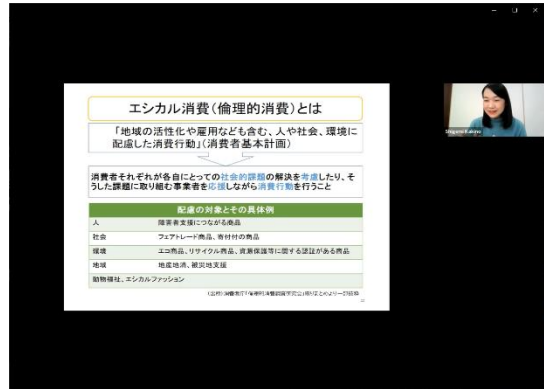 エシカル消費(倫理的消費)とは
「地域の活性化や雇用なども含む、人や社会、環境に
配慮した消費行動」(消費者基本計画)
消費者それぞれが各自にとっての社会的課題の解決を考慮したり、そ
うした課題に取り組む事業者を応援しながら消費行動を行うこと
配慮の対象とその具体例
人 障害者支援につながる商品
社会 フェアトレード商品、寄付付の商品
環境 エコ商品、リサイクル商品、資源保護等に関する認証がある商品
地域 地産地消、被災地支援
動物福祉、エシカルファッション